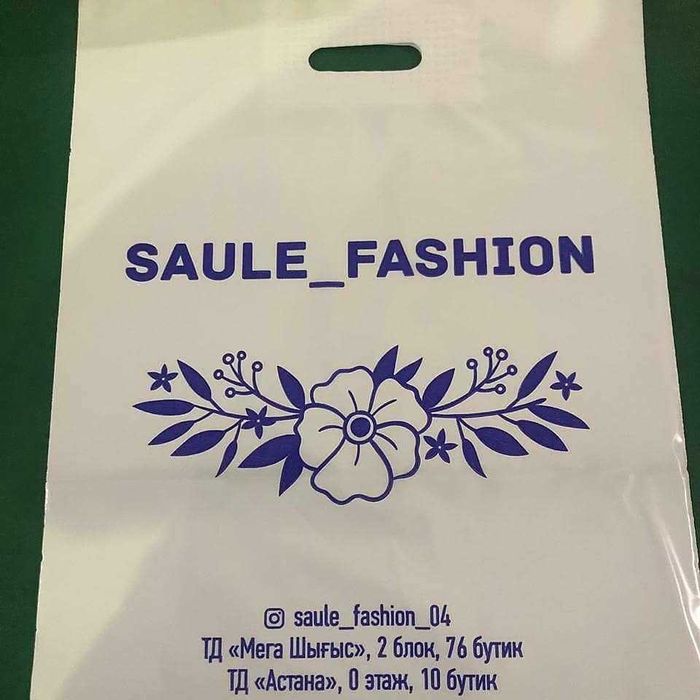 SAULE_FASHION
saule_fashion_04
ТД «Мега Шығыс», 2 блок, 76 бутик
ТД «Астана», 0 этаж, 10 бутик